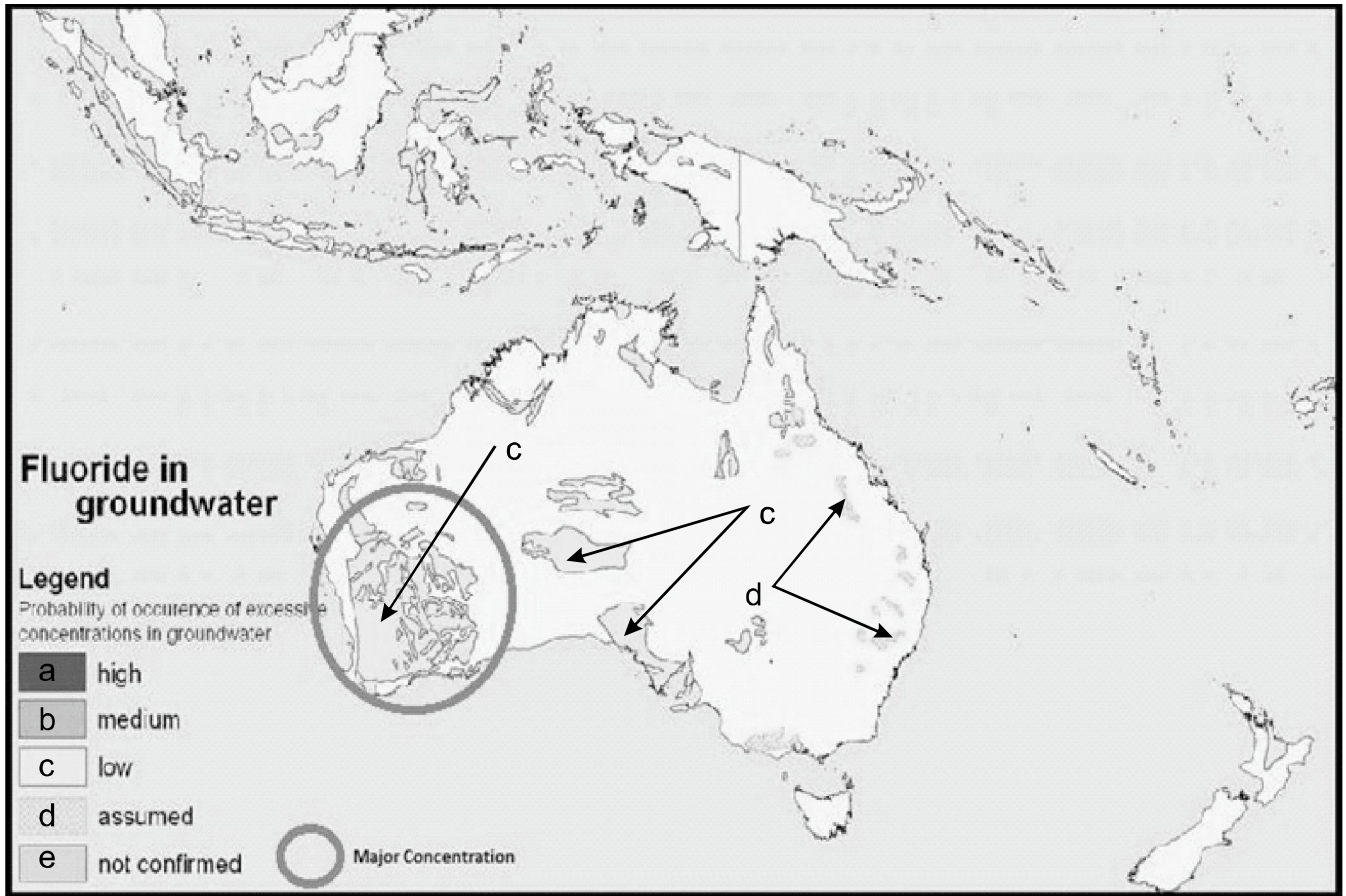 c
Fluoride in
groundwater
c
d
Legend
Probability of occurence of excessive
concentrations in groundwater
a high
b medium
c low
d assumed
e not confirmed
Major Concentration